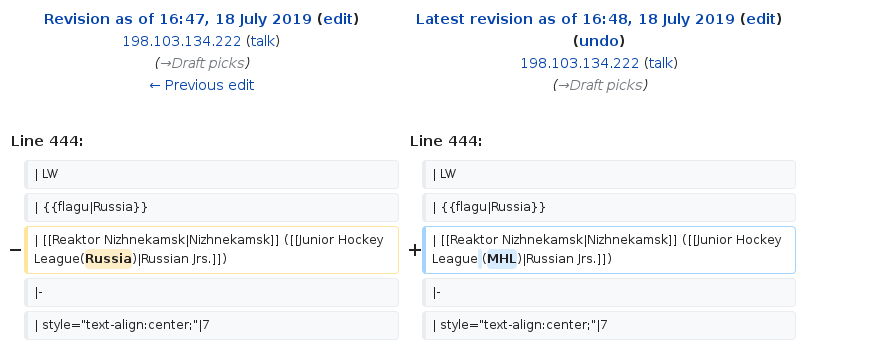 Revision as of 16:47, 18 July 2019 (edit)
198.103.134.222 (talk)
(→Draft picks)
← Previous edit
Latest revision as of 16:48, 18 July 2019 (edit)
(undo)
198.103.134.222 (talk)
(→Draft picks)
Line 444:
Line 444:
| LW
| LW
| {{flagu|Russia}}
| {{flagu|Russia}}
− | [[Reaktor Nizhnekamsk|Nizhnekamsk]] ([[Junior Hockey
League(Russia)|Russian Jrs.]])
+ | [[Reaktor Nizhnekamsk|Nizhnekamsk]] ([[Junior Hockey
League (MHL)|Russian Jrs.]])
|-
|-
| style="text-align:center;"|7
| style="text-align:center;"|7